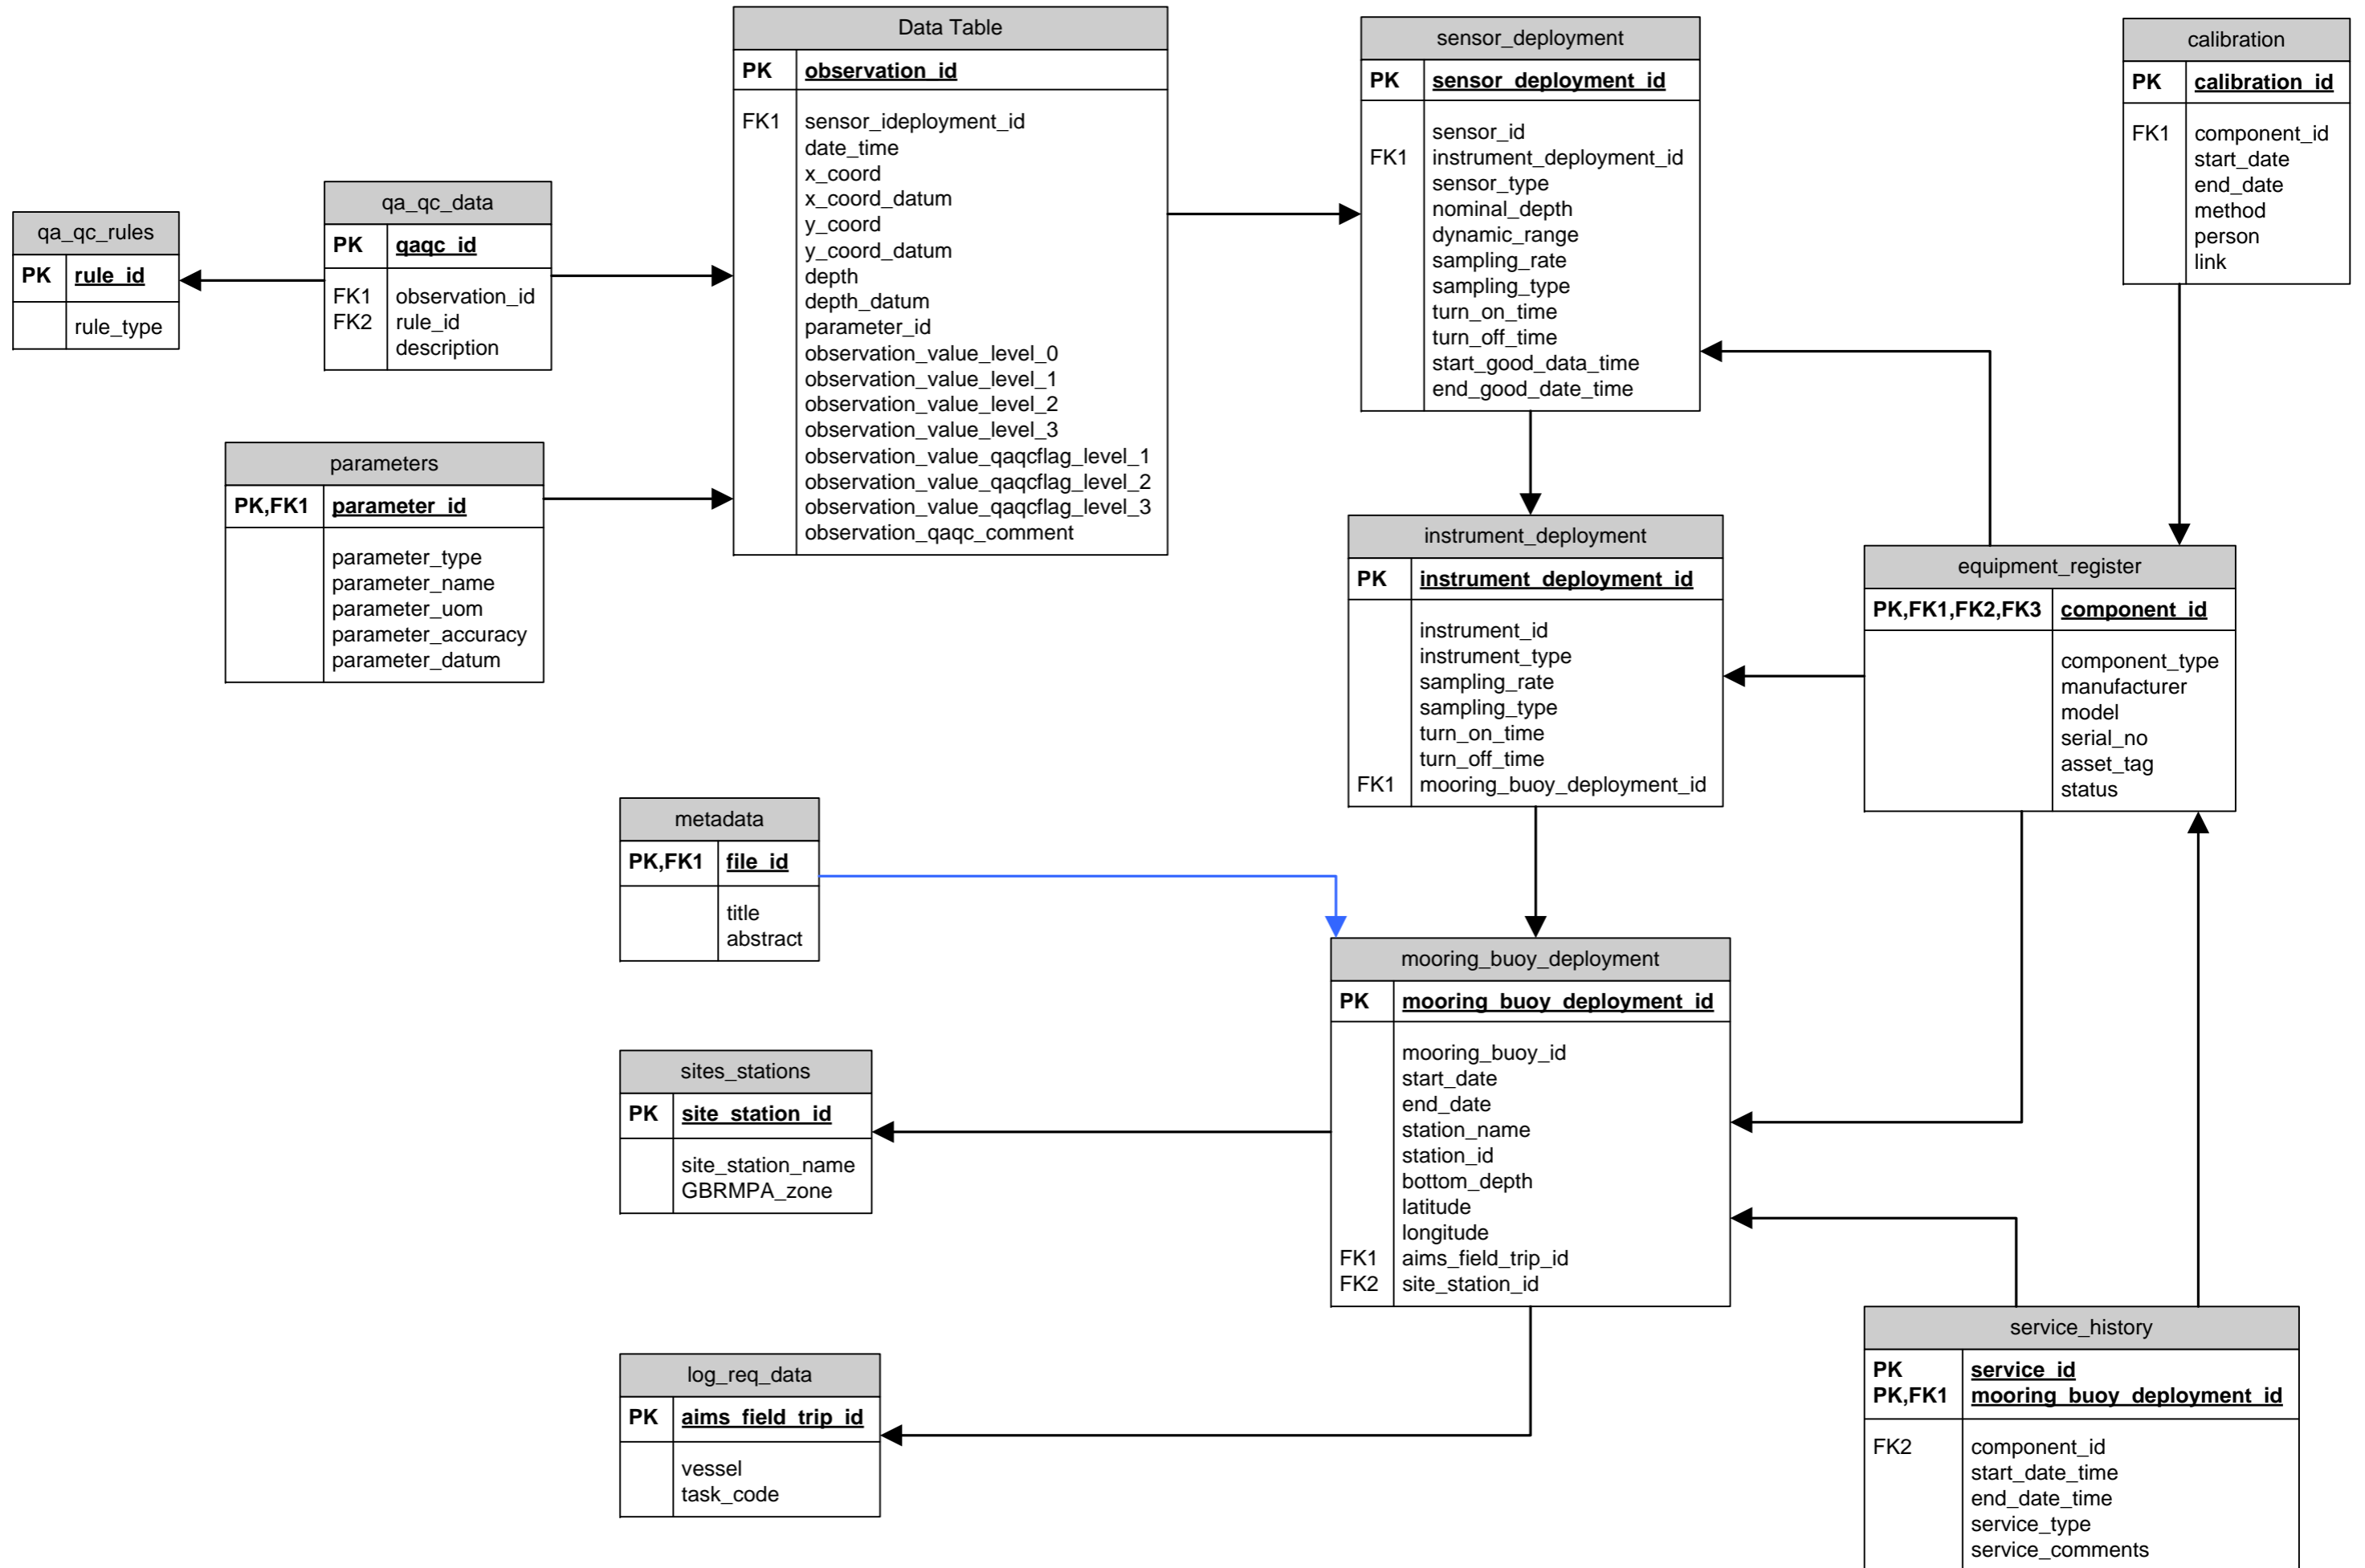 Data Table
PK observation_id
FK1 sensor_ideployment_id
date_time
x_coord
x_coord_datum
y_coord
y_coord_datum
depth
depth_datum
parameter_id
observation_value_level_0
observation_value_level_1
observation_value_level_2
observation_value_level_3
observation_value_qaqcflag_level_1
observation_value_qaqcflag_level_2
observation_value_qaqcflag_level_3
observation_qaqc_comment
sensor_deployment
PK sensor_deployment_id
sensor_id
FK1 instrument_deployment_id
sensor_type
nominal_depth
dynamic_range
sampling_rate
sampling_type
turn_on_time
turn_off_time
start_good_data_time
end_good_date_time
calibration
PK calibration_id
FK1 component_id
start_date
end_date
method
person
link
qa_qc_rules
PK rule_id
rule_type
qa_qc_data
PK qaqc_id
FK1 observation_id
FK2 rule_id
description
parameters
PK,FK1 parameter_id
parameter_type
parameter_name
parameter_uom
parameter_accuracy
parameter_datum
instrument_deployment
PK instrument_deployment_id
instrument_id
instrument_type
sampling_rate
sampling_type
turn_on_time
turn_off_time
FK1 mooring_buoy_deployment_id
equipment_register
PK,FK1,FK2,FK3 component_id
component_type
manufacturer
model
serial_no
asset_tag
status
metadata
PK,FK1 file_id
title
abstract
mooring_buoy_deployment
PK mooring_buoy_deployment_id
mooring_buoy_id
start_date
end_date
station_name
station_id
bottom_depth
latitude
longitude
FK1 aims_field_trip_id
FK2 site_station_id
sites_stations
PK site_station_id
site_station_name
GBRMPA_zone
log_req_data
PK aims_field_trip_id
vessel
task_code
service_history
PK service_id
PK,FK1 mooring_buoy_deployment_id
FK2 component_id
start_date_time
end_date_time
service_type
service_comments